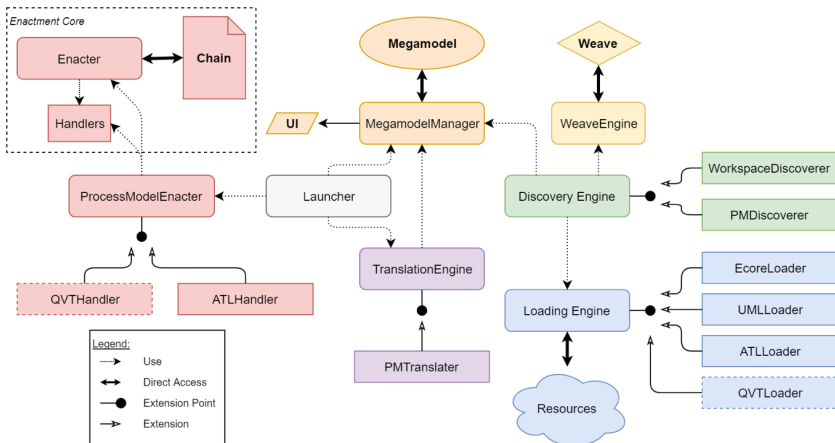 Enactment Core
Enacter
Chain
Handlers
Megamodel
Weave
UI
MegamodelManager
WeaveEngine
ProcessModelEnacter
Launcher
Discovery Engine
WorkspaceDiscoverer
PMDiscoverer
TranslationEngine
QVTHandler
ATLHandler
Loading Engine
EcoreLoader
UMLLoader
ATLLoader
QVTLoader
PMTranslater
Resources
Legend:
Use
Direct Access
Extension Point
Extension